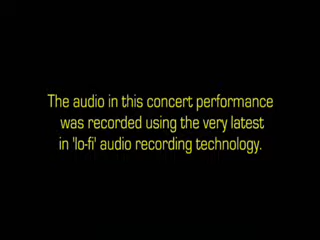 The audio in this concert performance
was recorded using the very latest
in 'lo-fi' audio recording technology.